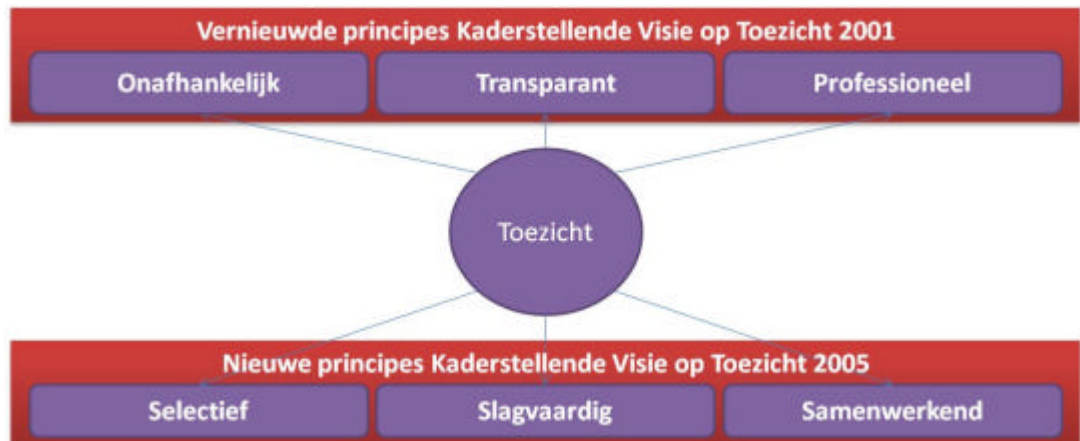 Vernieuwde principes Kaderstellende Visie op Toezicht 2001
Onafhankelijk
Transparant
Professioneel
Toezicht
Nieuwe principes Kaderstellende Visie op Toezicht 2005
Selectief
Slagvaardig
Samenwerkend